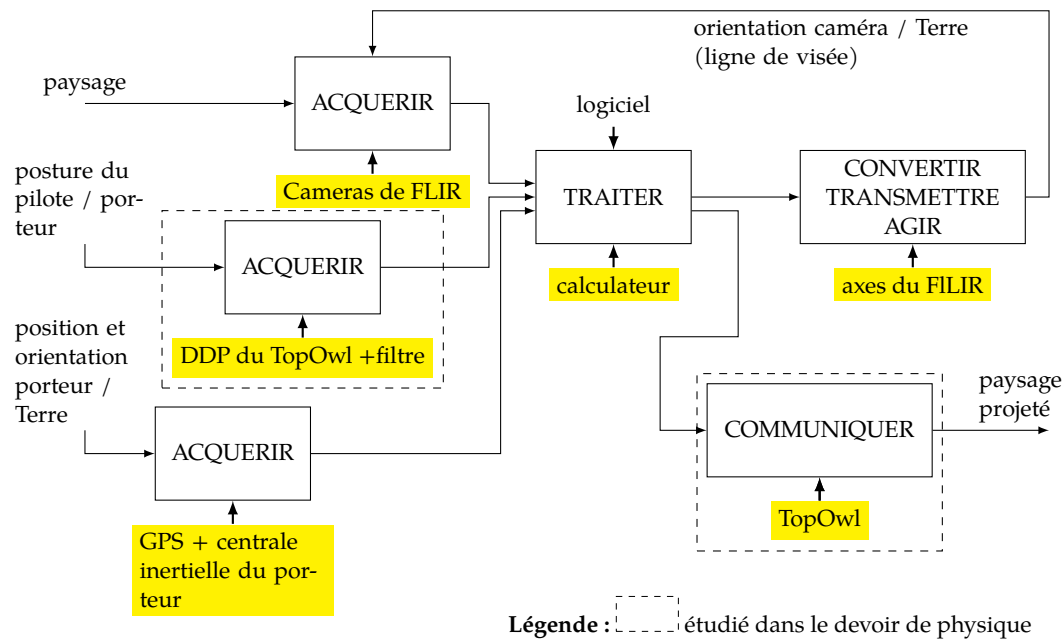 orientation caméra / Terre
(ligne de visée)
paysage
ACQUERIR
logiciel
Cameras de FLIR
posture du
pilote / por-
teur
ACQUERIR
DDP du TopOwl +filtre
TRAITER
calculateur
CONVERTIR
TRANSMETTRE
AGIR
axes du FlLIR
position et
orientation
porteur /
Terre
ACQUERIR
GPS + centrale
inertielle du por-
teur
COMMUNIQUER
TopOwl
paysage
projeté
Légende : étudié dans le devoir de physique